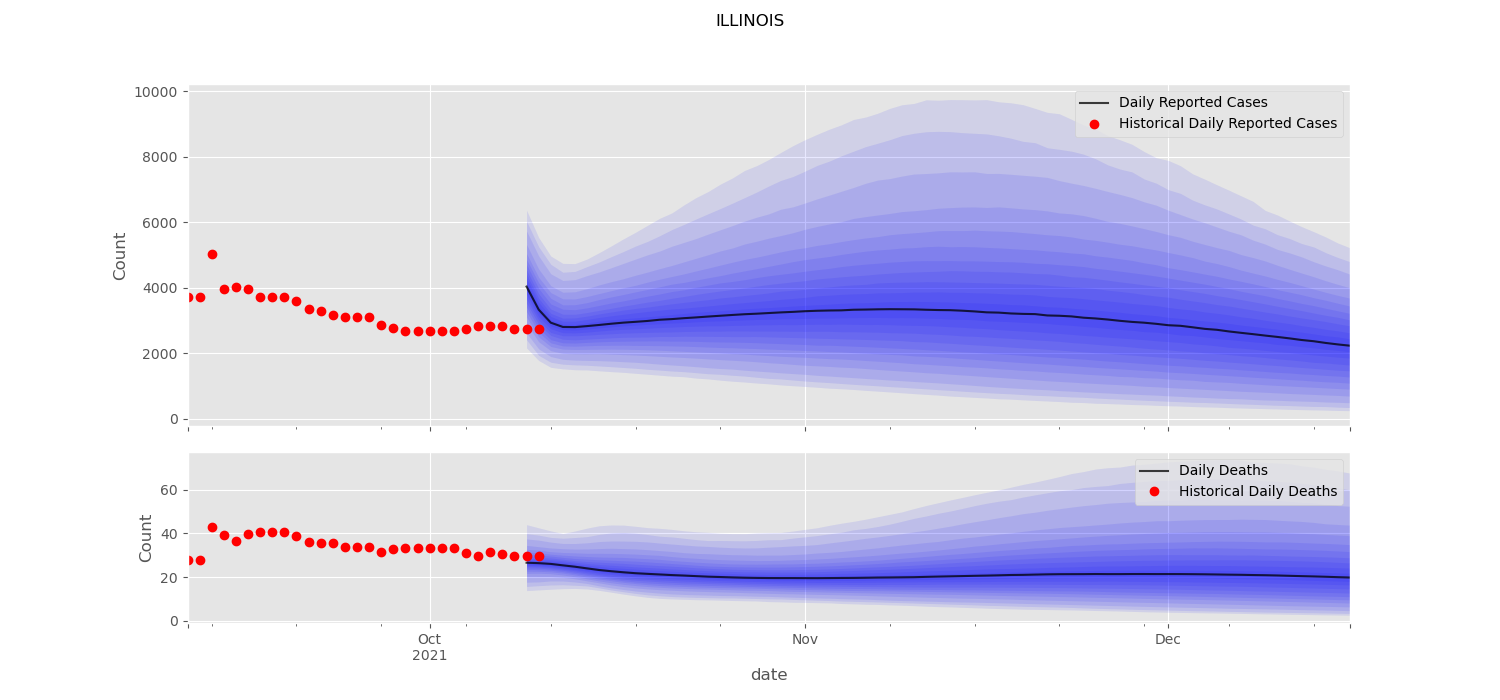 ILLINOIS
10000
8000
6000
4000
2000
0
Count
Daily Reported Cases
Historical Daily Reported Cases
60
40
20
0
Count
Daily Deaths
Historical Daily Deaths
Oct
2021
Nov
Dec
date